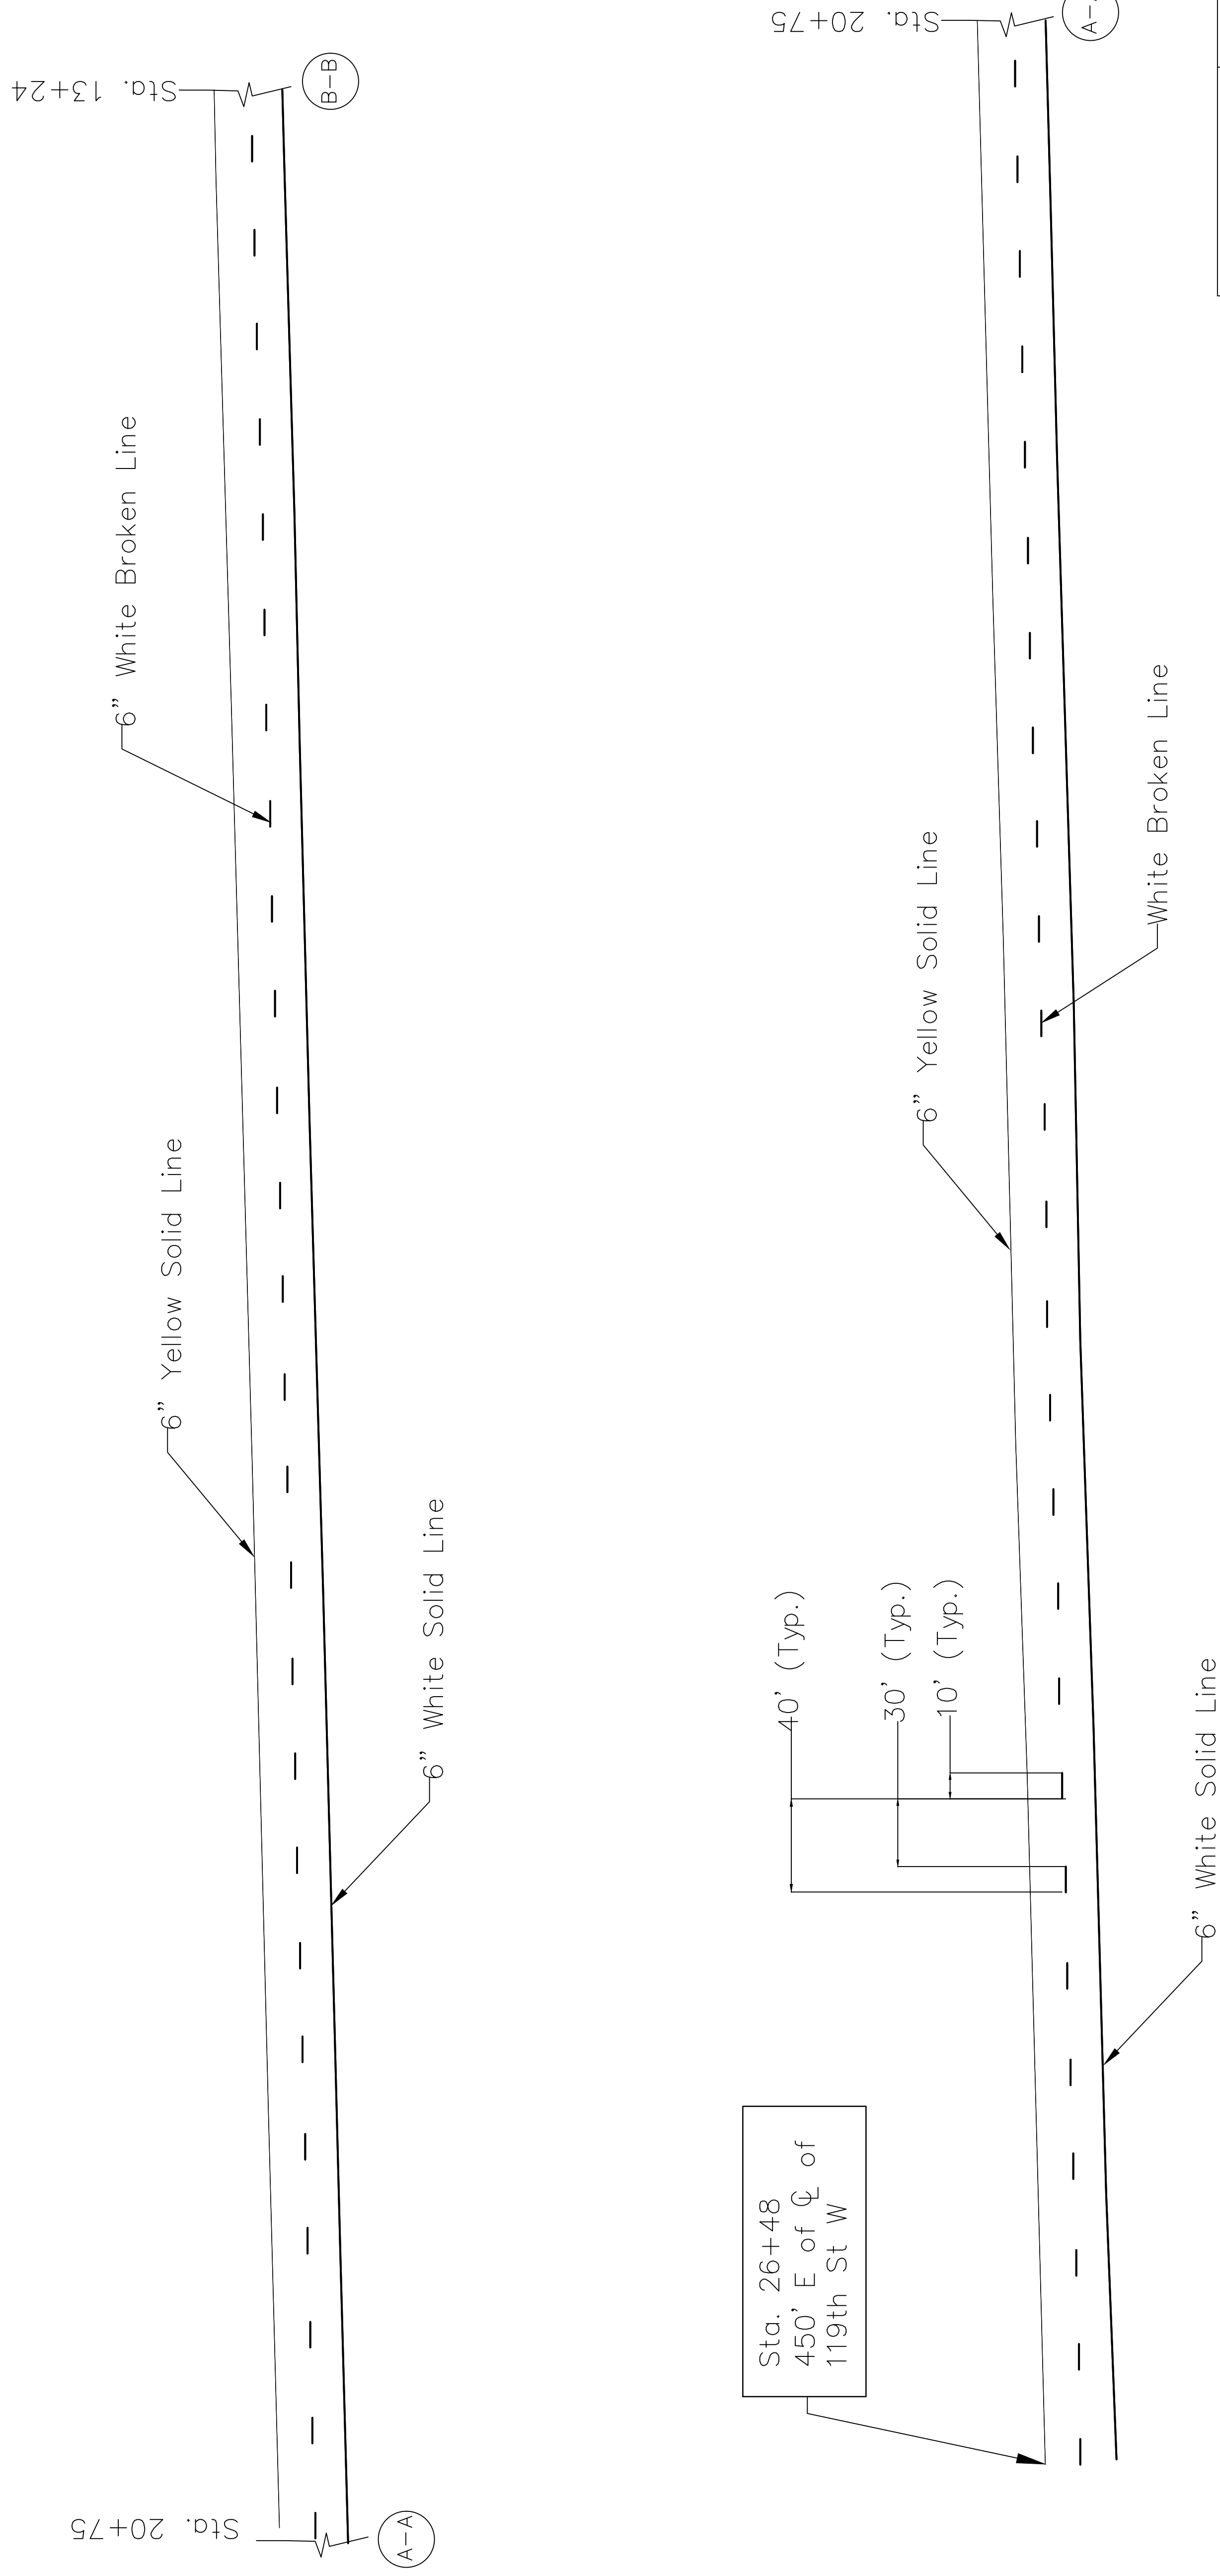 Sta. 13+24
B-B
6" White Broken Line
6" Yellow Solid Line
6" White Solid Line
Sta. 20+75
A-A
Sta. 20+75
6" Yellow Solid Line
White Broken Line
40' (Typ.)
30' (Typ.)
10' (Typ.)
6" White Solid Line
Sta. 26+48
450' E of ℄ of
119th St W